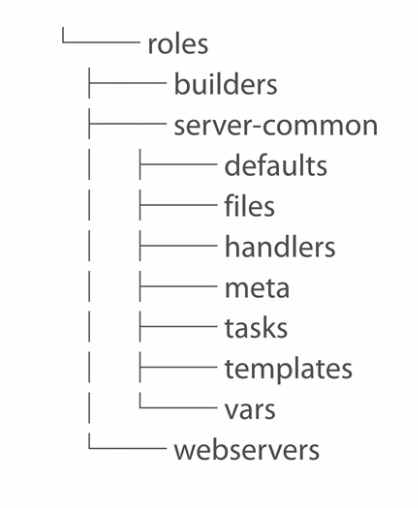 roles
builders
server-common
defaults
files
handlers
meta
tasks
templates
vars
webservers